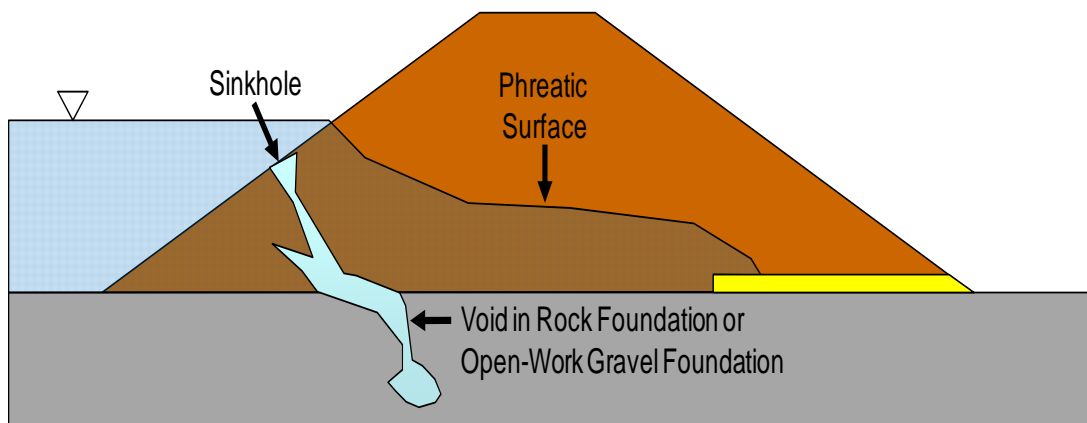 Sinkhole
Phreatic
Surface
Void in Rock Foundation or
Open-Work Gravel Foundation